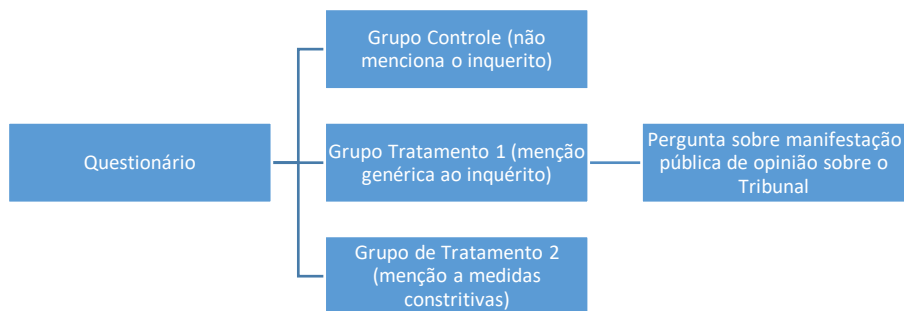 Grupo Controle (não
menciona o inquerito)
Questionário
Grupo Tratamento 1 (menção
genérica ao inquérito)
Pergunta sobre manifestação
pública de opinião sobre o
Tribunal
Grupo de Tratamento 2
(menção a medidas
constritivas)